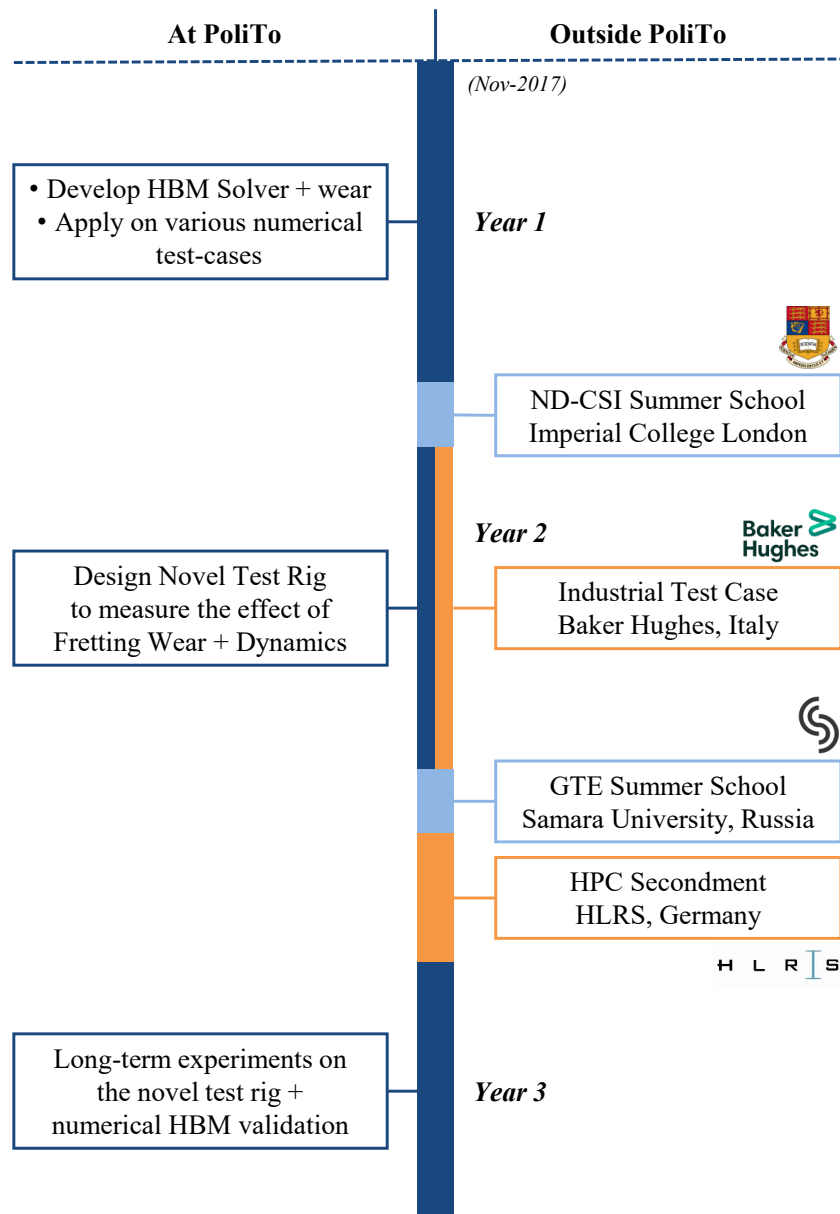 At PoliTo
Outside PoliTo
(Nov-2017)
• Develop HBM Solver + wear
• Apply on various numerical
test-cases
Year 1
SCIENTIA
ND-CSI Summer School
Imperial College London
Year 2
Baker
Hughes
Design Novel Test Rig
to measure the effect of
Fretting Wear + Dynamics
Industrial Test Case
Baker Hughes, Italy
GTE Summer School
Samara University, Russia
HPC Secondment
HLRS, Germany
H L R I S
Long-term experiments on
the novel test rig +
numerical HBM validation
Year 3